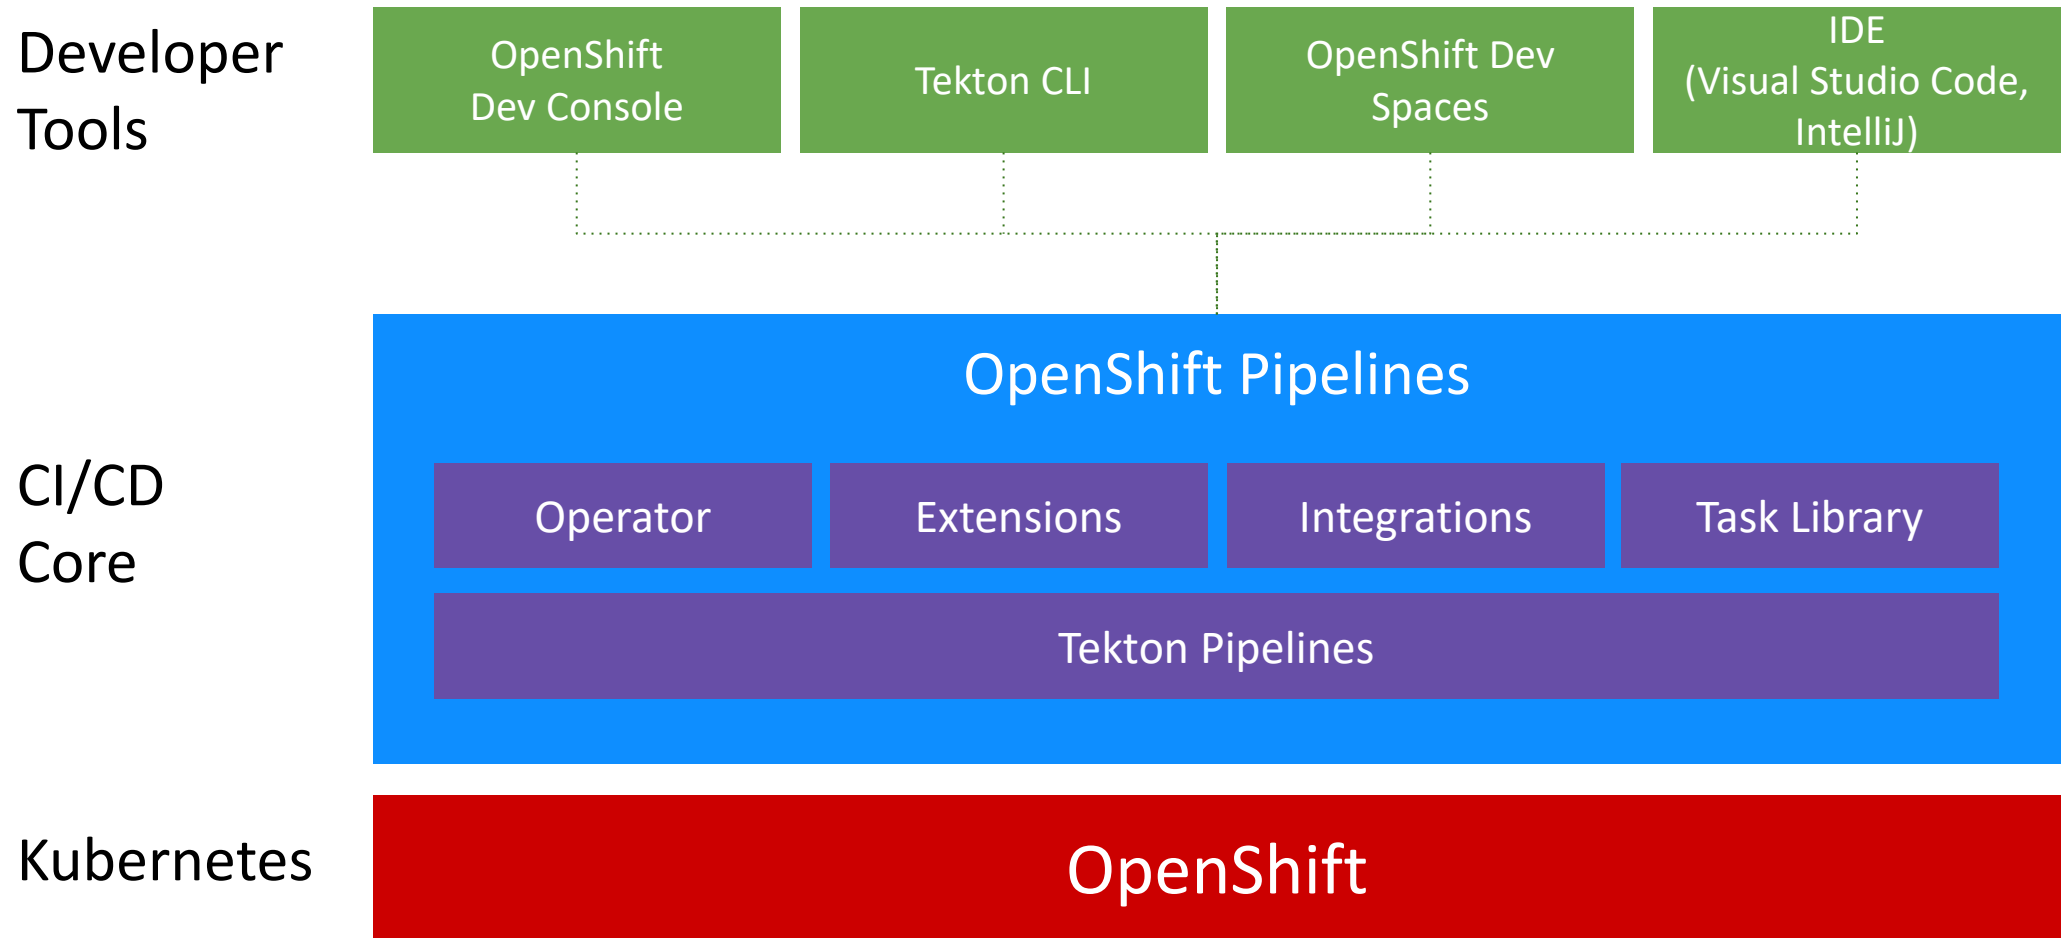 Developer
Tools
OpenShift
Dev Console
Tekton CLI
OpenShift Dev
Spaces
IDE
(Visual Studio Code,
IntelliJ)
CI/CD
Core
OpenShift Pipelines
Operator
Extensions
Integrations
Task Library
Tekton Pipelines
Kubernetes
OpenShift